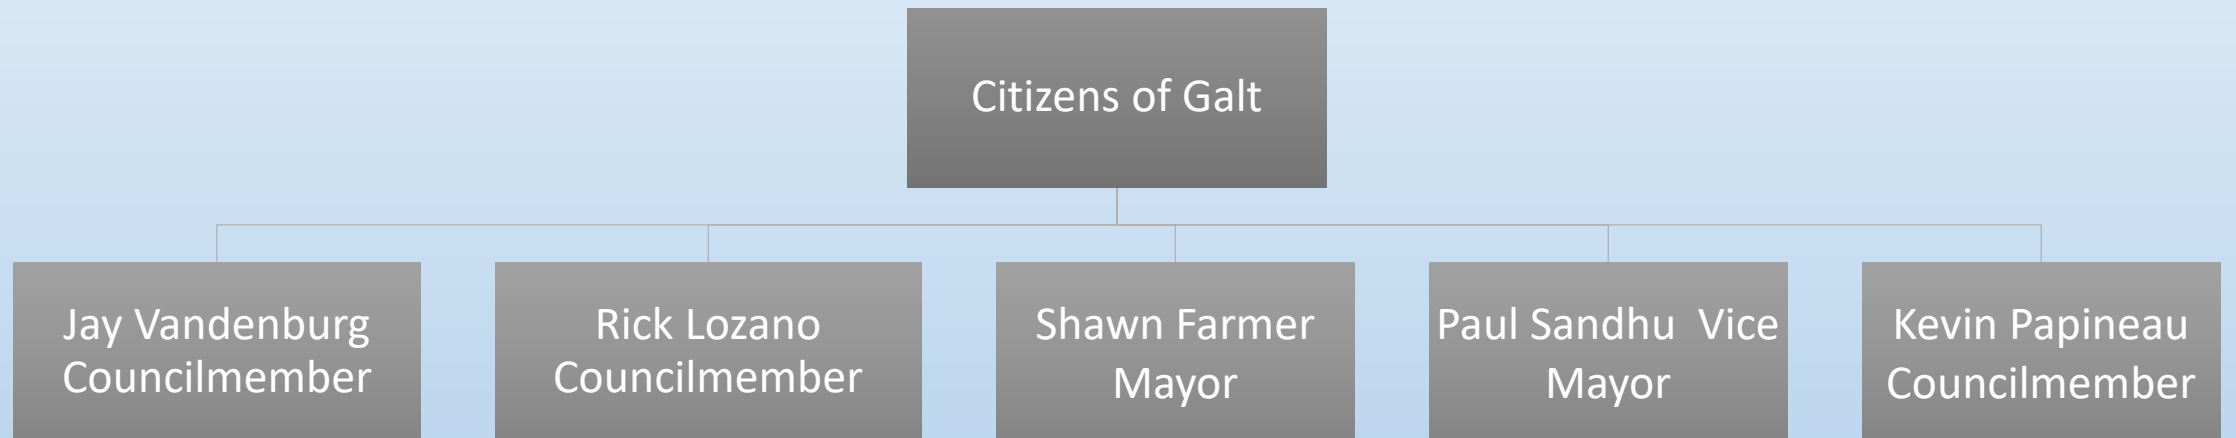 Citizens of Galt
Jay Vandenburg
Councilmember
Rick Lozano
Councilmember
Shawn Farmer
Mayor
Paul Sandhu  Vice
Mayor
Kevin Papineau
Councilmember